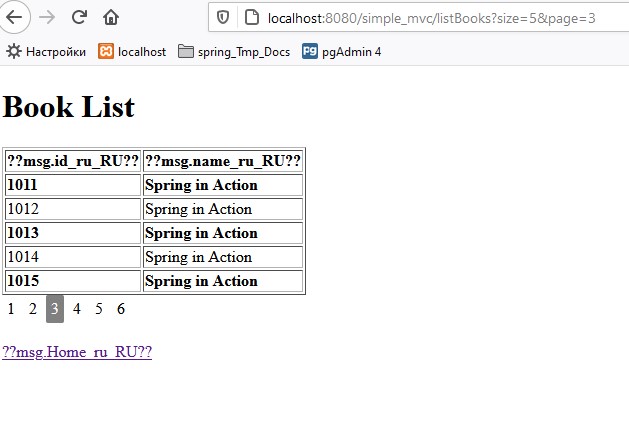 localhost:8080/simple_mvc/listBooks?size=5&page=3
Настройки localhost spring_Tmp_Docs pgAdmin 4
Book List
??msg.id_ru_RU?? ??msg.name_ru_RU??
1011 Spring in Action
1012 Spring in Action
1013 Spring in Action
1014 Spring in Action
1015 Spring in Action
1 2 3 4 5 6
??msg.Home_ru_RU??